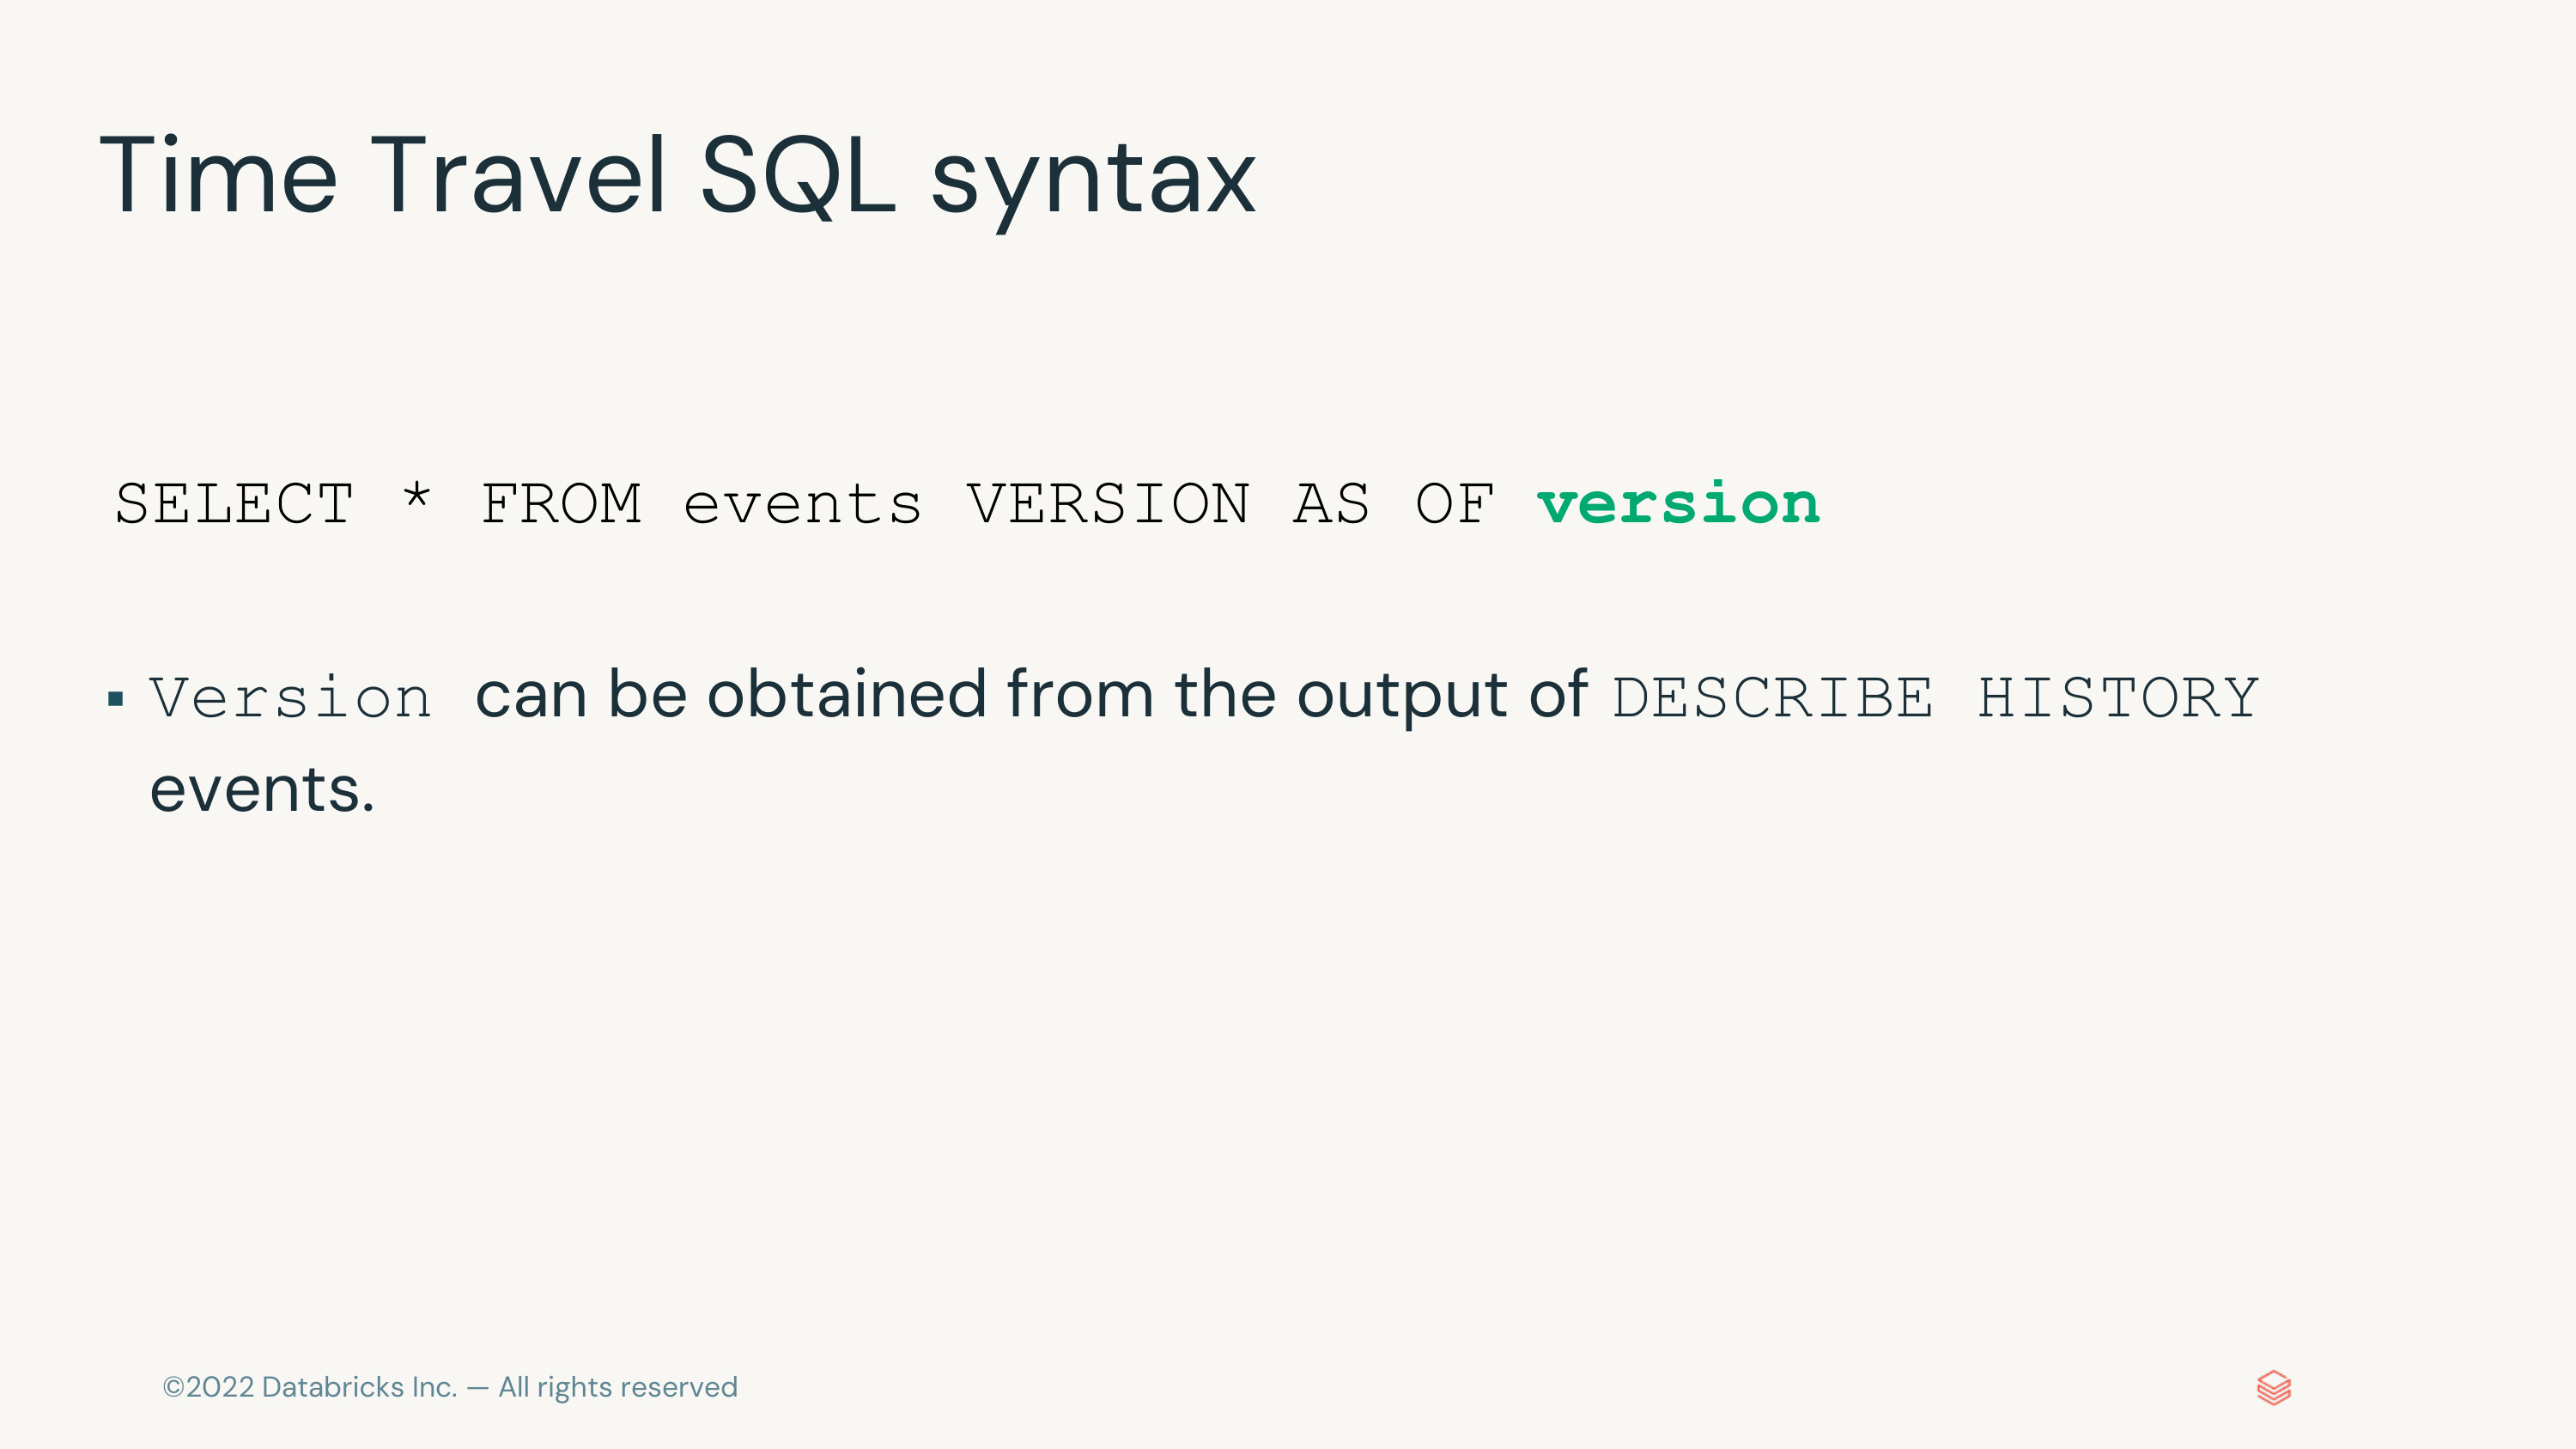 Time Travel SQL syntax
SELECT * FROM events VERSION AS OF version
▪ Version can be obtained from the output of DESCRIBE HISTORY
events.
©2022 Databricks Inc. — All rights reserved